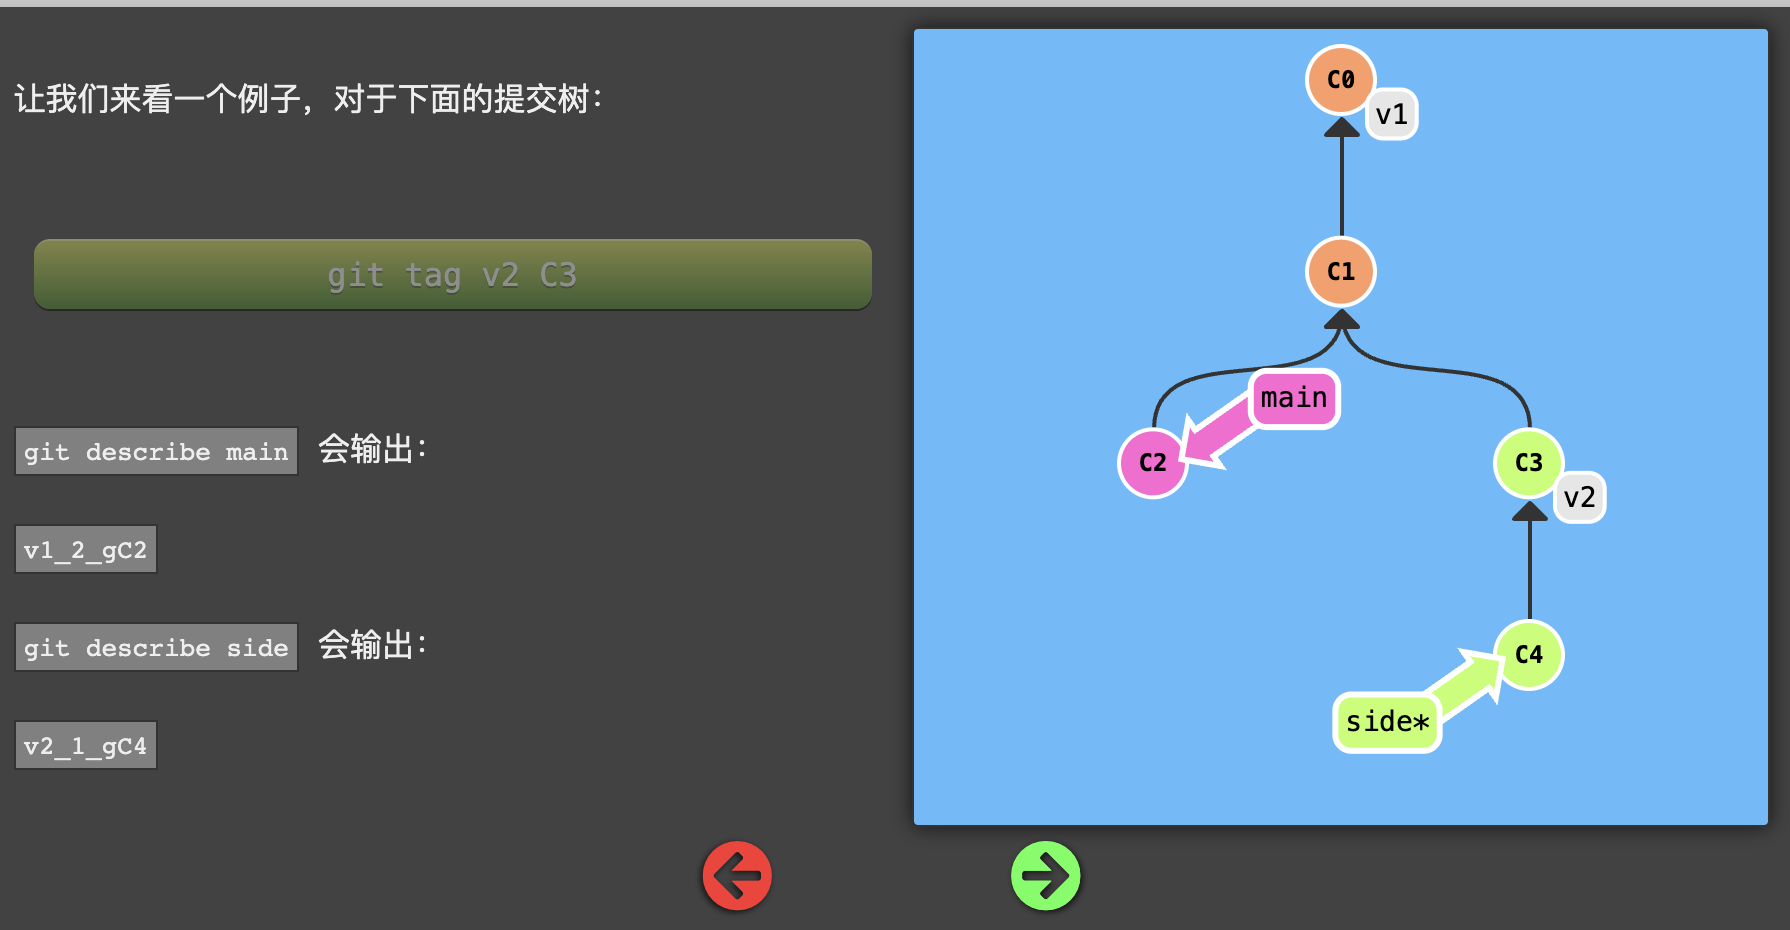 让我们来看一个例子，对于下面的提交树：
git tag v2 C3
git describe main 会输出：
v1_2_gC2
git describe side 会输出：
v2_1_gC4
C0
v1
C1
main
C2
C3
v2
C4
side*